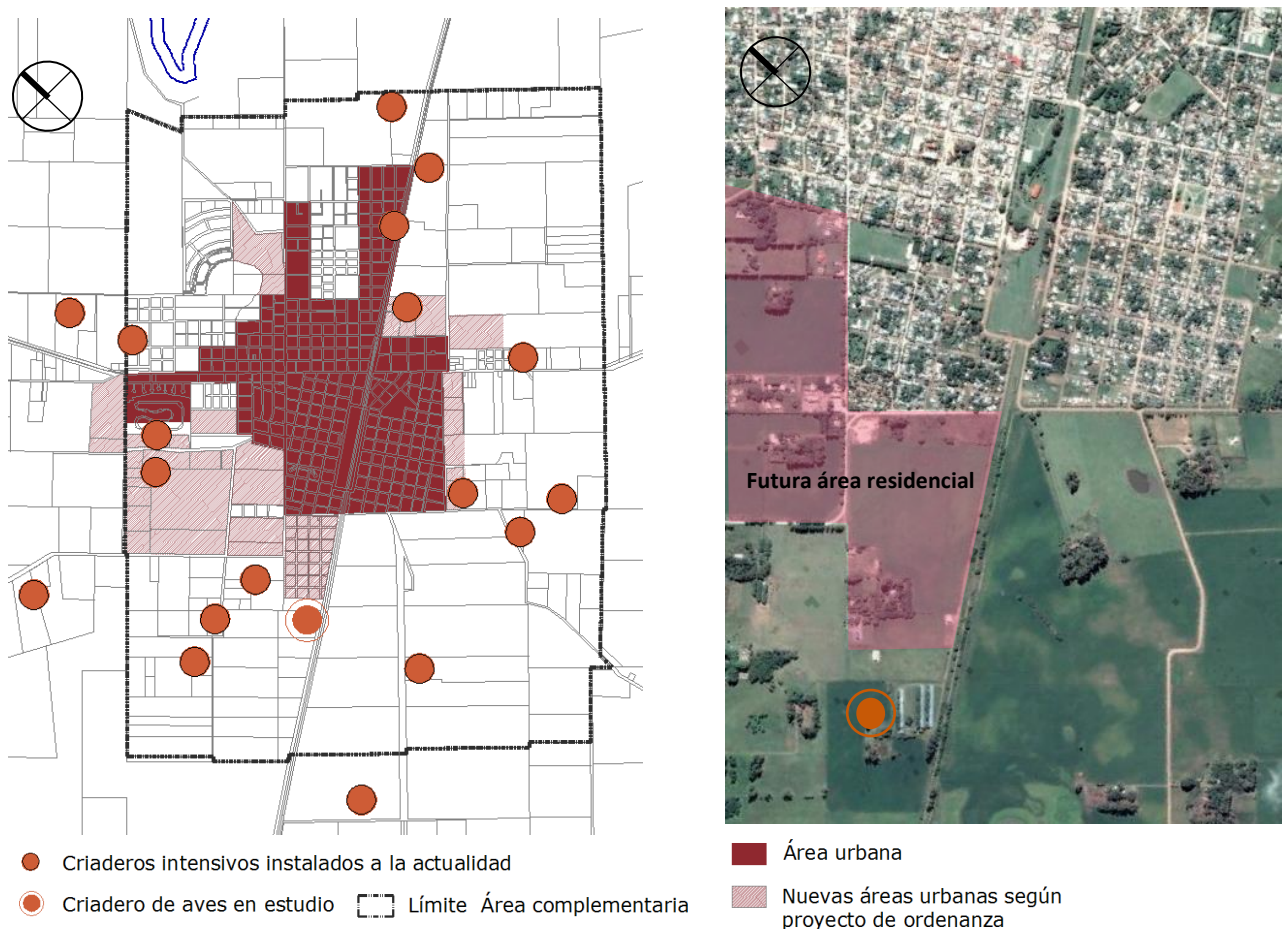 Futura área residencial
Criaderos intensivos instalados a la actualidad
Criadero de aves en estudio
Límite Área complementaria
Área urbana
Nuevas áreas urbanas según
proyecto de ordenanza